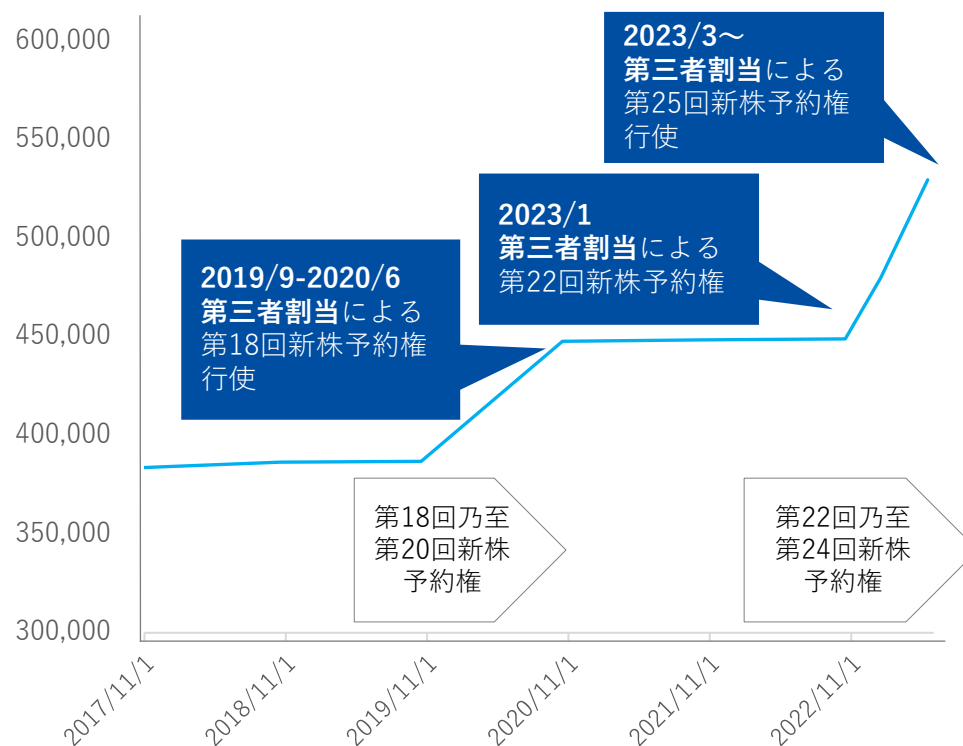 600,000
550,000
500,000
450,000
400,000
350,000
300,000
2023/3～
第三者割当による
第25回新株予約権
行使
2023/1
第三者割当による
第22回新株予約権
2019/9-2020/6
第三者割当による
第18回新株予約権
行使
第18回乃至
第20回新株
予約権
第22回乃至
第24回新株
予約権
2017/11/1
2018/11/1
2019/11/1
2020/11/1
2021/11/1
2022/11/1